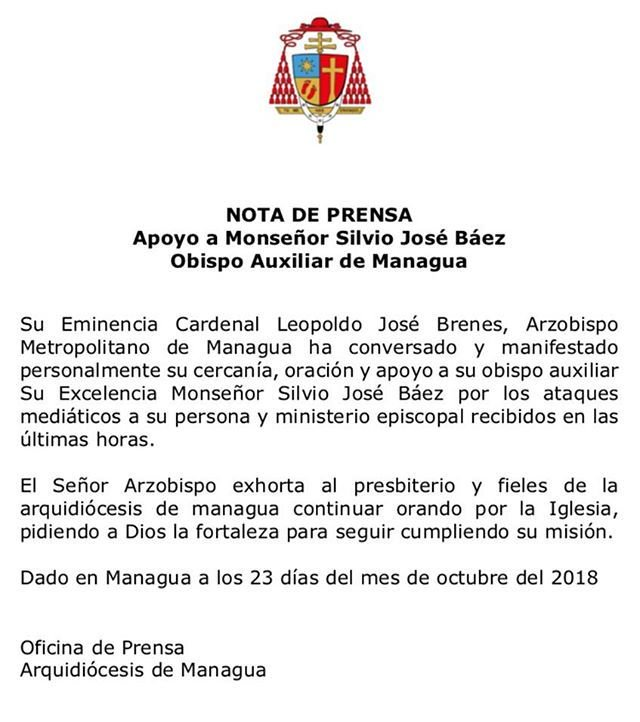 NOTA DE PRENSA
Apoyo a Monseñor Silvio José Báez
Obispo Auxiliar de Managua
Su Eminencia Cardenal Leopoldo José Brenes, Arzobispo
Metropolitano de Managua ha conversado y manifestado
personalmente su cercanía, oración y apoyo a su obispo auxiliar
Su Excelencia Monseñor Silvio José Báez por los ataques
mediáticos a su persona y ministerio episcopal recibidos en las
últimas horas.
El Señor Arzobispo exhorta al presbiterio y fieles de la
arquidiócesis de managua continuar orando por la Iglesia,
pidiendo a Dios la fortaleza para seguir cumpliendo su misión.
Dado en Managua a los 23 días del mes de octubre del 2018
Oficina de Prensa
Arquidiócesis de Managua